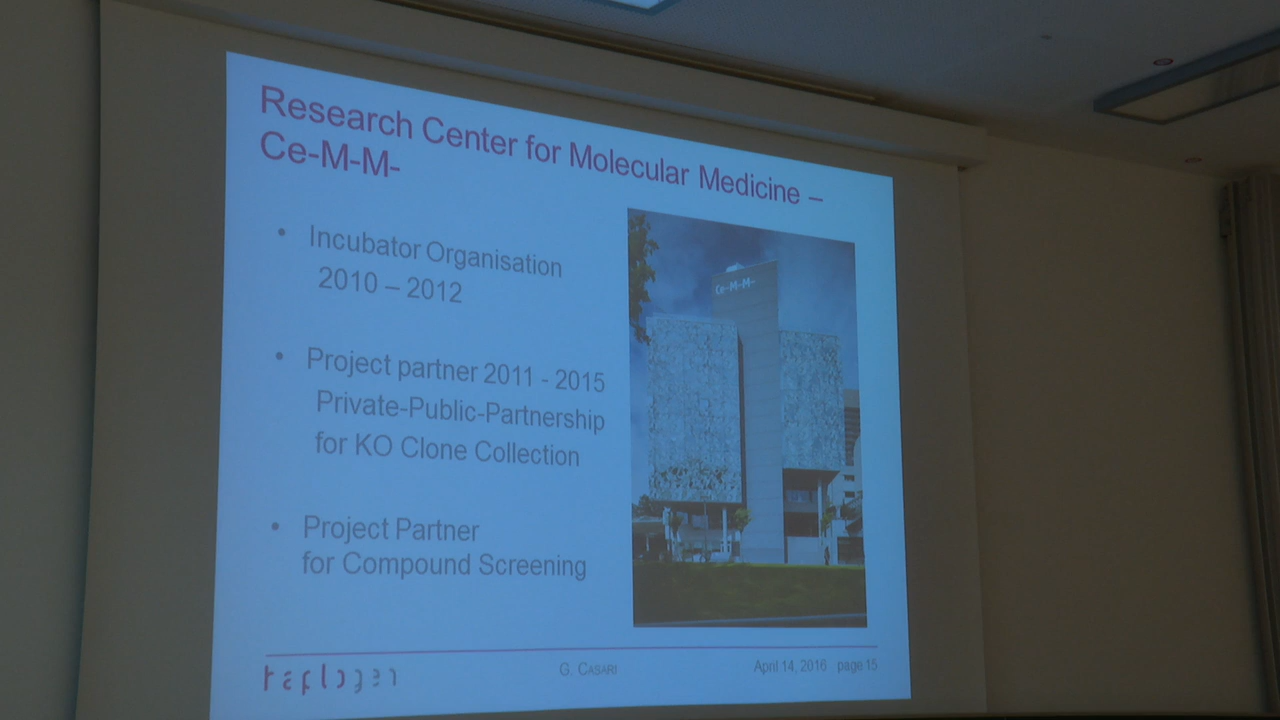 Research Center for Molecular Medicine –
Ce-M-M-
• Incubator Organisation
2010 – 2012
• Project partner 2011 - 2015
Private-Public-Partnership
for KO Clone Collection
• Project Partner
for Compound Screening
Ce-M-M-
haplogen
G. CASARI
April 14, 2016 page 15